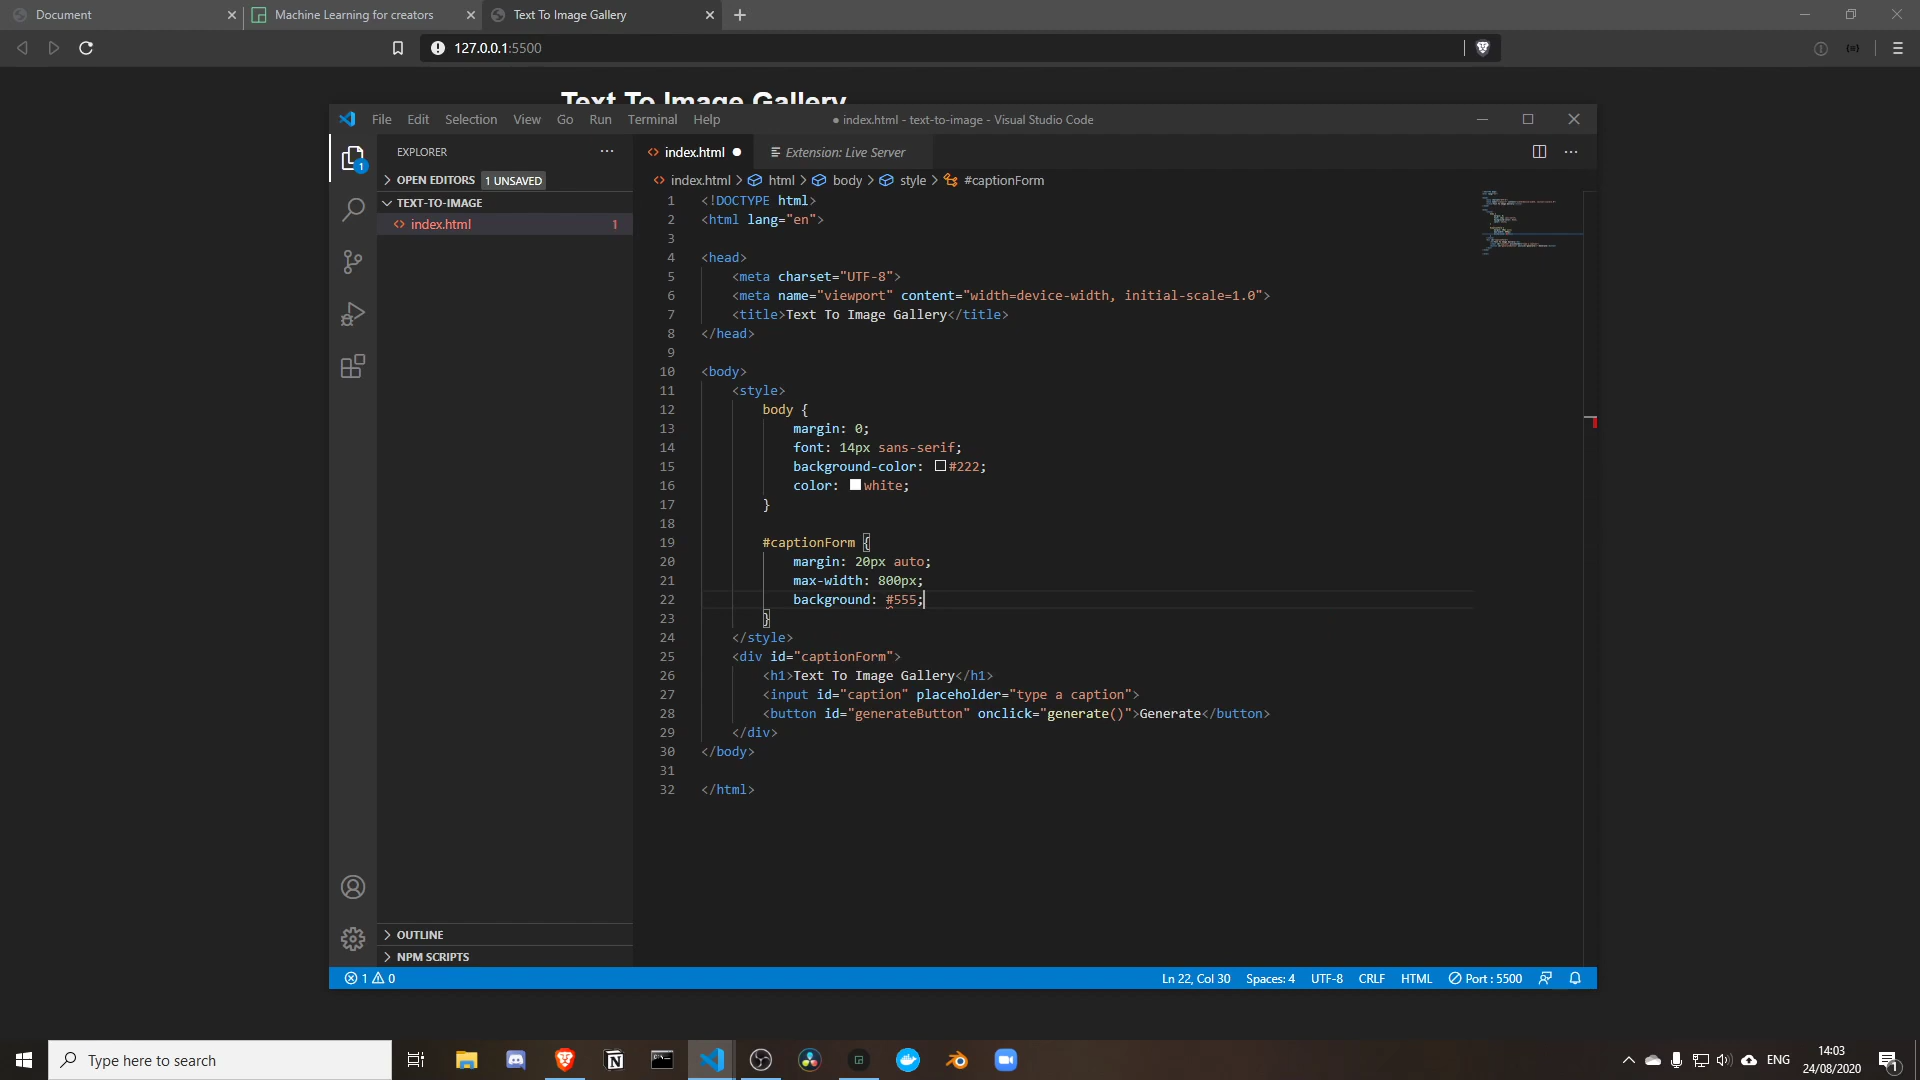 Document
Machine Learning for creators
Text To Image Gallery
127.0.0.1:5500
Text To Image Gallery
File Edit Selection View Go Run Terminal Help
● index.html - text-to-image - Visual Studio Code
EXPLORER
index.html ●
Extension: Live Server
OPEN EDITORS 1 UNSAVED
index.html > html > body > style > #captionForm
TEXT-TO-IMAGE
index.html 1
1 <!DOCTYPE html>
2 <html lang="en">
3
4 <head>
5 <meta charset="UTF-8">
6 <meta name="viewport" content="width=device-width, initial-scale=1.0">
7 <title>Text To Image Gallery</title>
8 </head>
9
10 <body>
11 <style>
12 body {
13 margin: 0;
14 font: 14px sans-serif;
15 background-color: #222;
16 color: white;
17 }
18
19 #captionForm {
20 margin: 20px auto;
21 max-width: 800px;
22 background: #555;
23 }
24 </style>
25 <div id="captionForm">
26 <h1>Text To Image Gallery</h1>
27 <input id="caption" placeholder="type a caption">
28 <button id="generateButton" onclick="generate()">Generate</button>
29 </div>
30 </body>
31
32 </html>
OUTLINE
NPM SCRIPTS
1 0
Ln 22, Col 30 Spaces: 4 UTF-8 CRLF HTML Port : 5500
Type here to search
ENG
14:03
24/08/2020
1